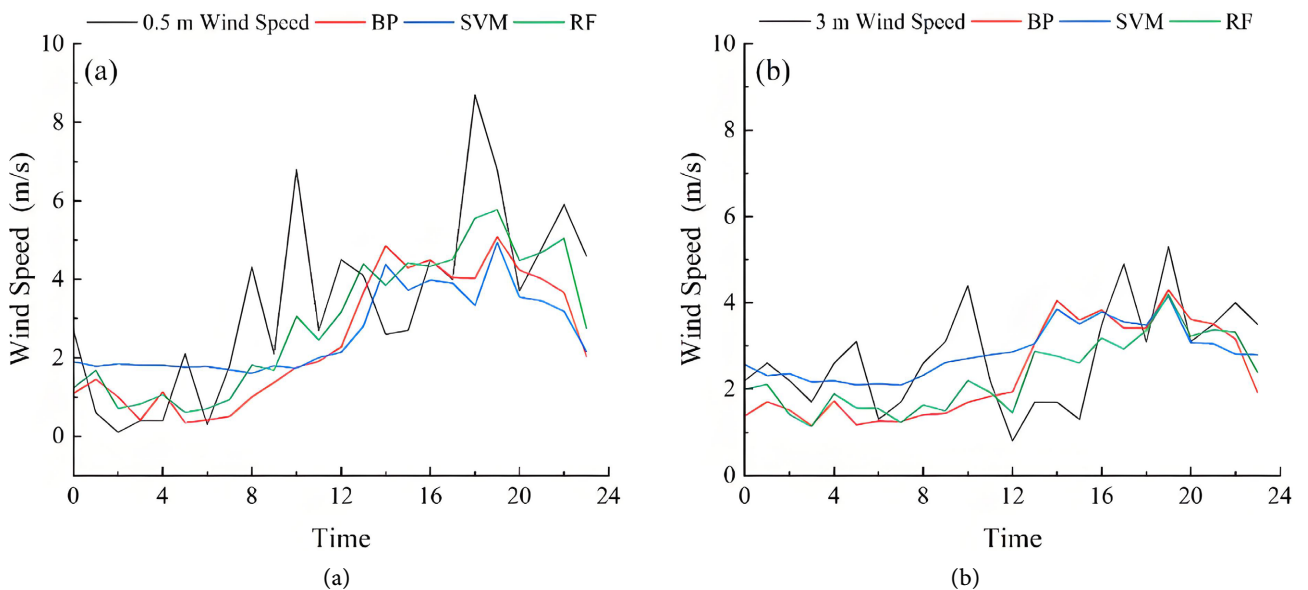 0.5 m Wind Speed BP SVM RF
(a)
10
8
6
4
2
0
Wind Speed (m/s)
0 4 8 12 16 20 24
Time
(a)
3 m Wind Speed BP SVM RF
(b)
10
8
6
4
2
0
Wind Speed (m/s)
0 4 8 12 16 20 24
Time
(b)